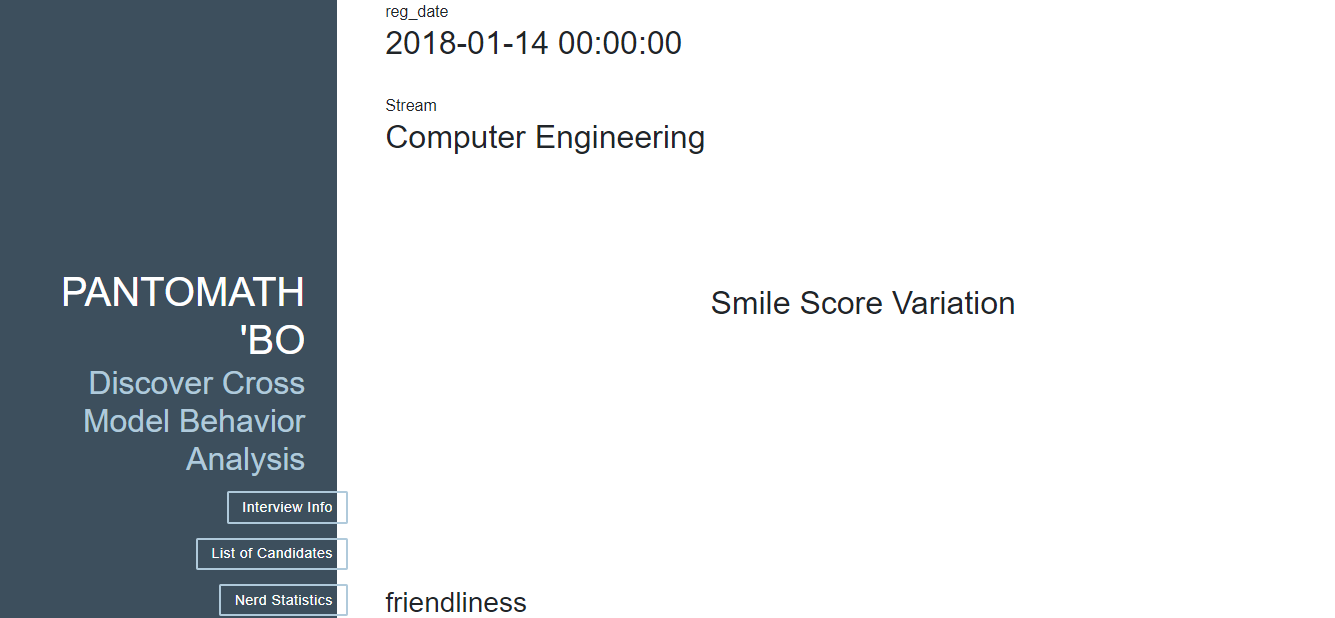 PANTOMATH
'BO
Discover Cross
Model Behavior
Analysis
Interview Info
List of Candidates
Nerd Statistics
reg_date
2018-01-14 00:00:00
Stream
Computer Engineering
Smile Score Variation
friendliness